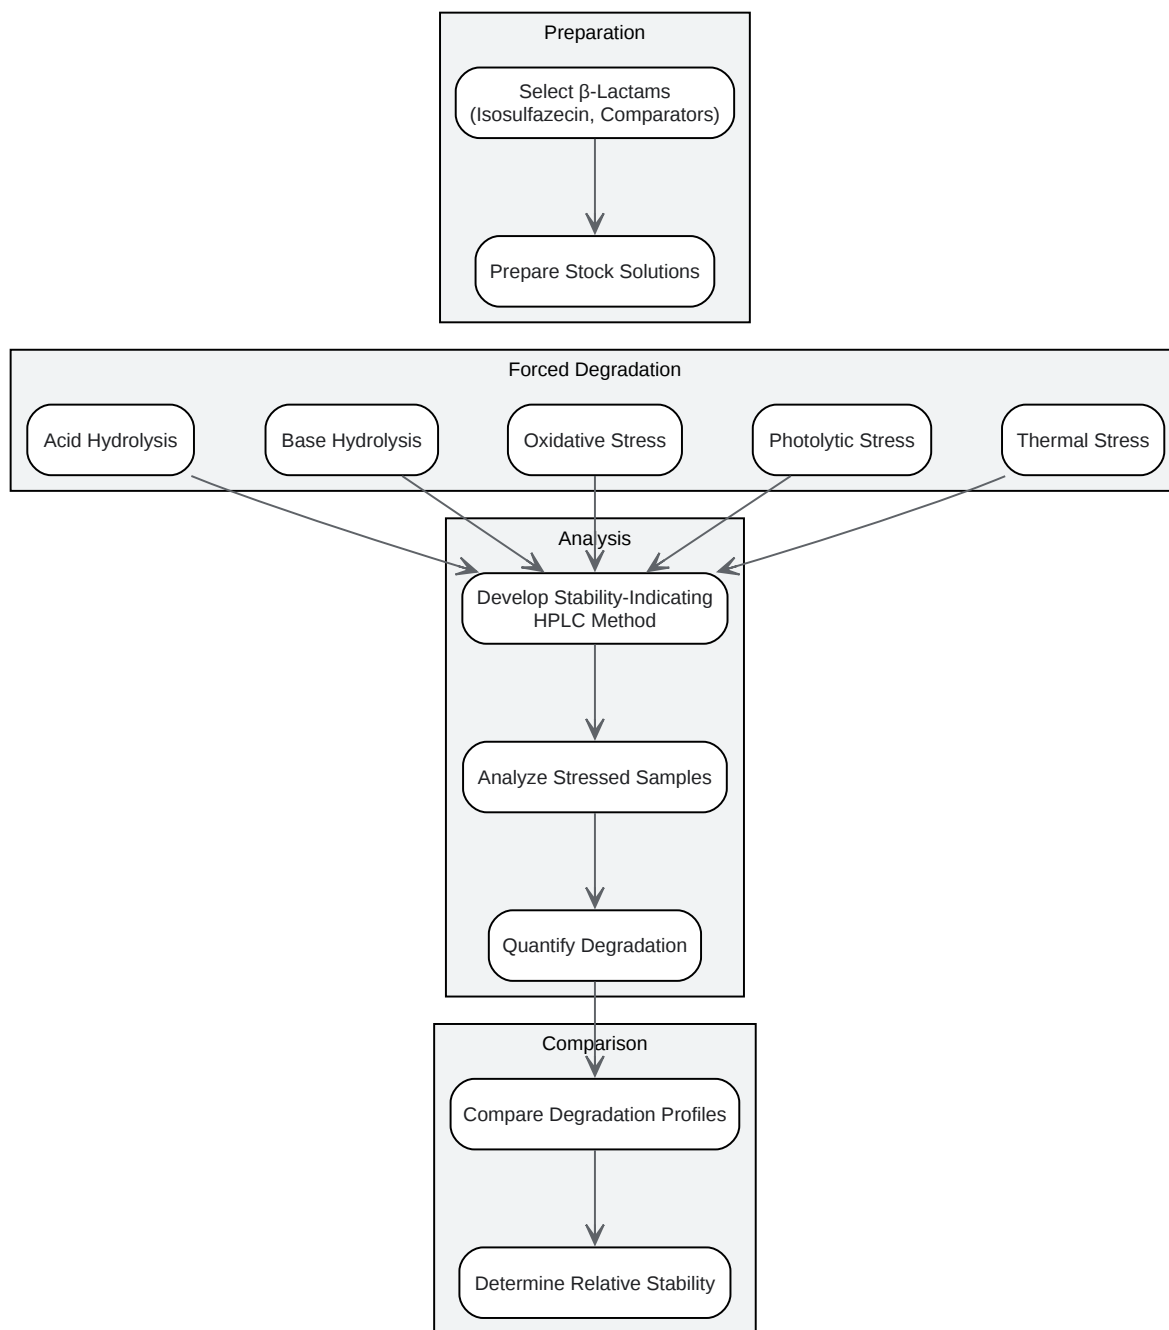 Preparation
Select β-Lactams
(Isosulfazecin, Comparators)
Prepare Stock Solutions
Forced Degradation
Acid Hydrolysis
Base Hydrolysis
Oxidative Stress
Photolytic Stress
Thermal Stress
Analysis
Develop Stability-Indicating
HPLC Method
Analyze Stressed Samples
Quantify Degradation
Comparison
Compare Degradation Profiles
Determine Relative Stability